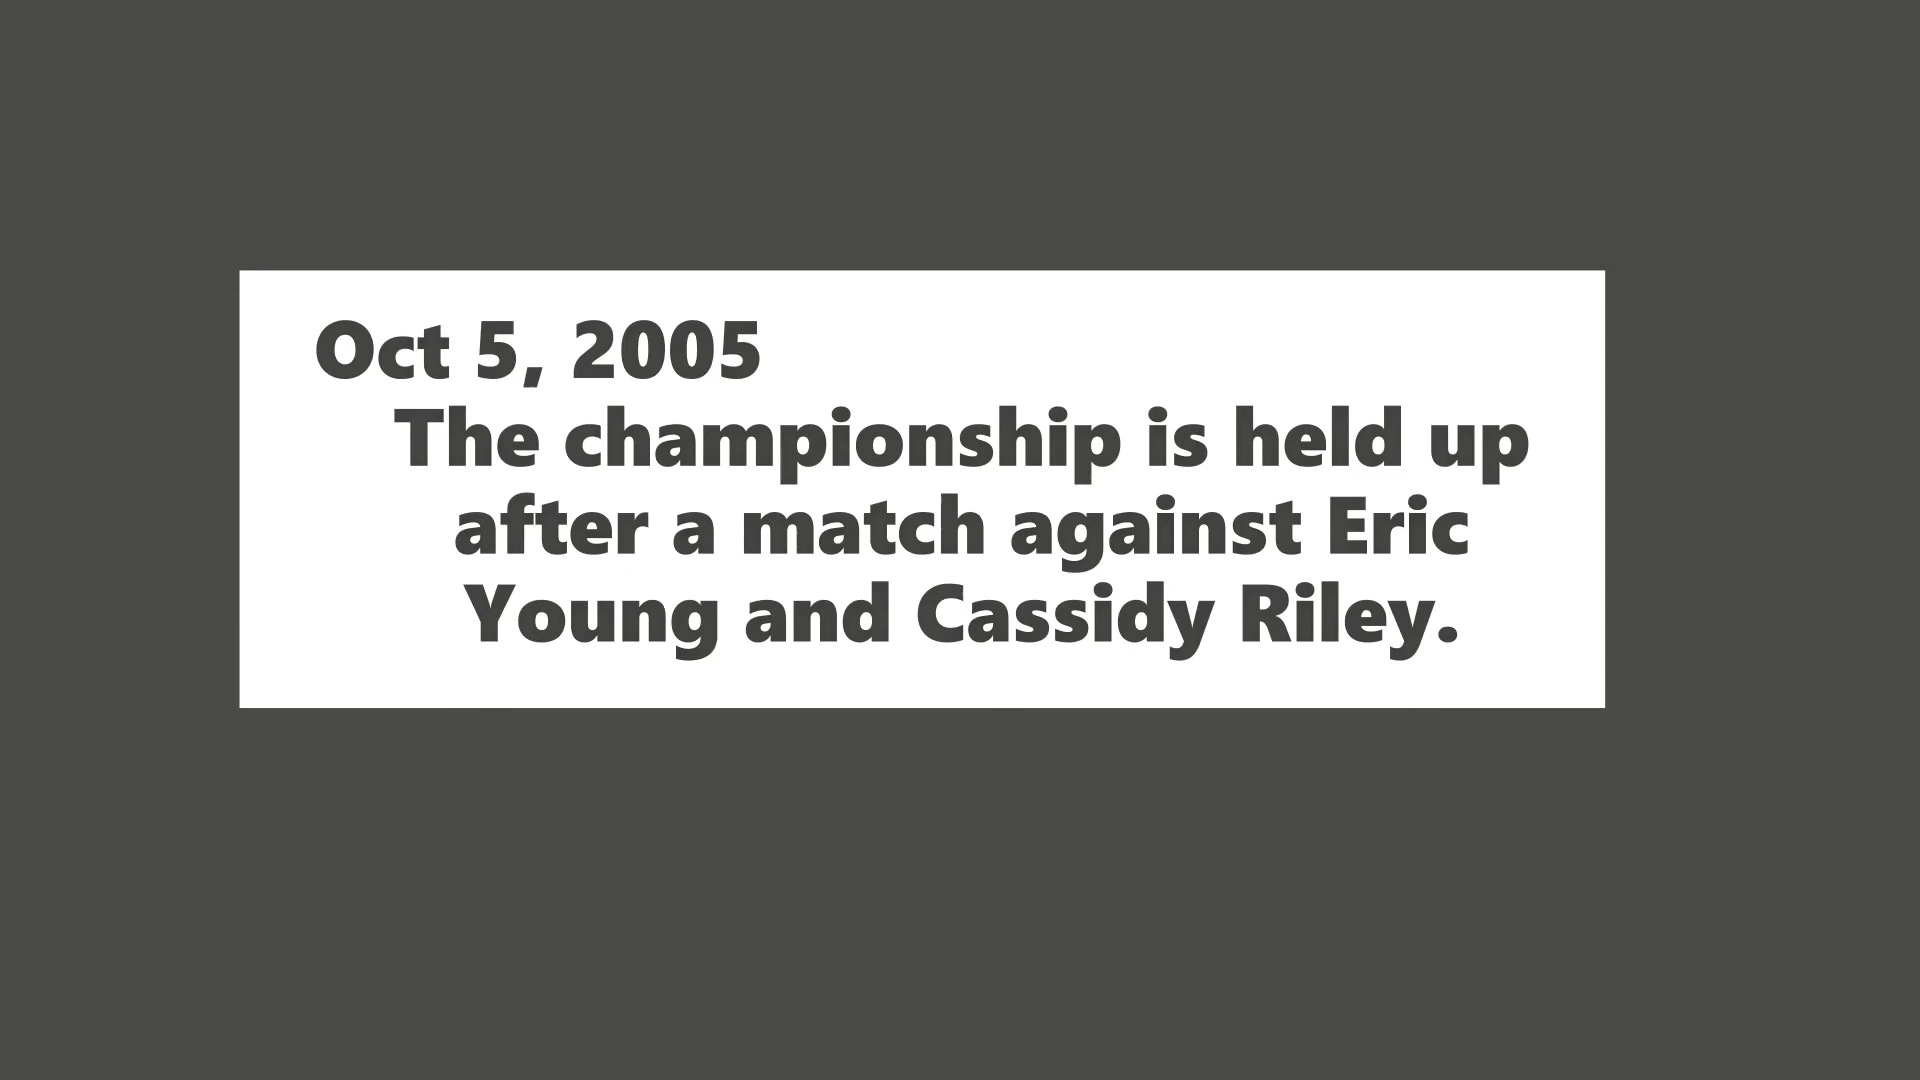 Oct 5, 2005
The championship is held up
after a match against Eric
Young and Cassidy Riley.